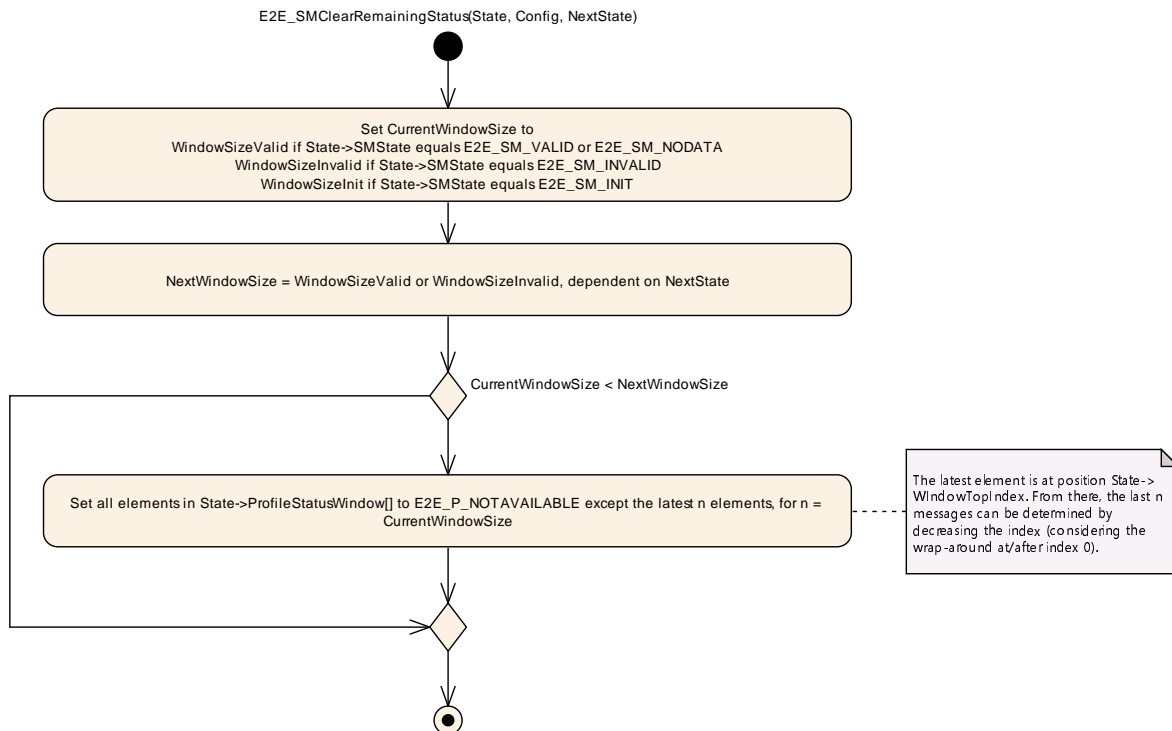 E2E_SMClearRemainingStatus(State, Config, NextState)
Set CurrentWindowSize to
WindowSizeValid if State->SMState equals E2E_SM_VALID or E2E_SM_NODATA
WindowSizeInvalid if State->SMState equals E2E_SM_INVALID
WindowSizeInit if State->SMState equals E2E_SM_INIT
NextWindowSize = WindowSizeValid or WindowSizeInvalid, dependent on NextState
CurrentWindowSize < NextWindowSize
Set all elements in State->ProfileStatusWindow[] to E2E_P_NOTAVAILABLE except the latest n elements, for n =
CurrentWindowSize
The latest element is at position State->
WIndowTopIndex. From there, the last n
messages can be determined by
decreasing the index (considering the
wrap-around at/after index 0).